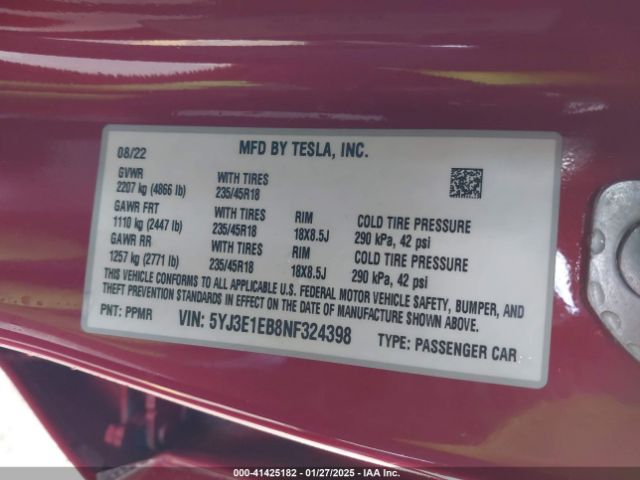 08/22 MFD BY TESLA, INC.
GVWR WITH TIRES
2207 kg (4866 lb) 235/45R18
GAWR FRT WITH TIRES RIM COLD TIRE PRESSURE
1110 kg (2447 lb) 235/45R18 18X8.5J 290 kPa, 42 psi
GAWR RR WITH TIRES RIM COLD TIRE PRESSURE
1257 kg (2771 lb) 235/45R18 18X8.5J 290 kPa, 42 psi
THIS VEHICLE CONFORMS TO ALL APPLICABLE U.S. FEDERAL MOTOR VEHICLE SAFETY, BUMPER, AND
THEFT PREVENTION STANDARDS IN EFFECT ON THE DATE OF MANUFACTURE SHOWN ABOVE.
PNT: PPMR VIN: 5YJ3E1EB8NF324398 TYPE: PASSENGER CAR
000-41425182 - 01/27/2025 - IAA Inc.